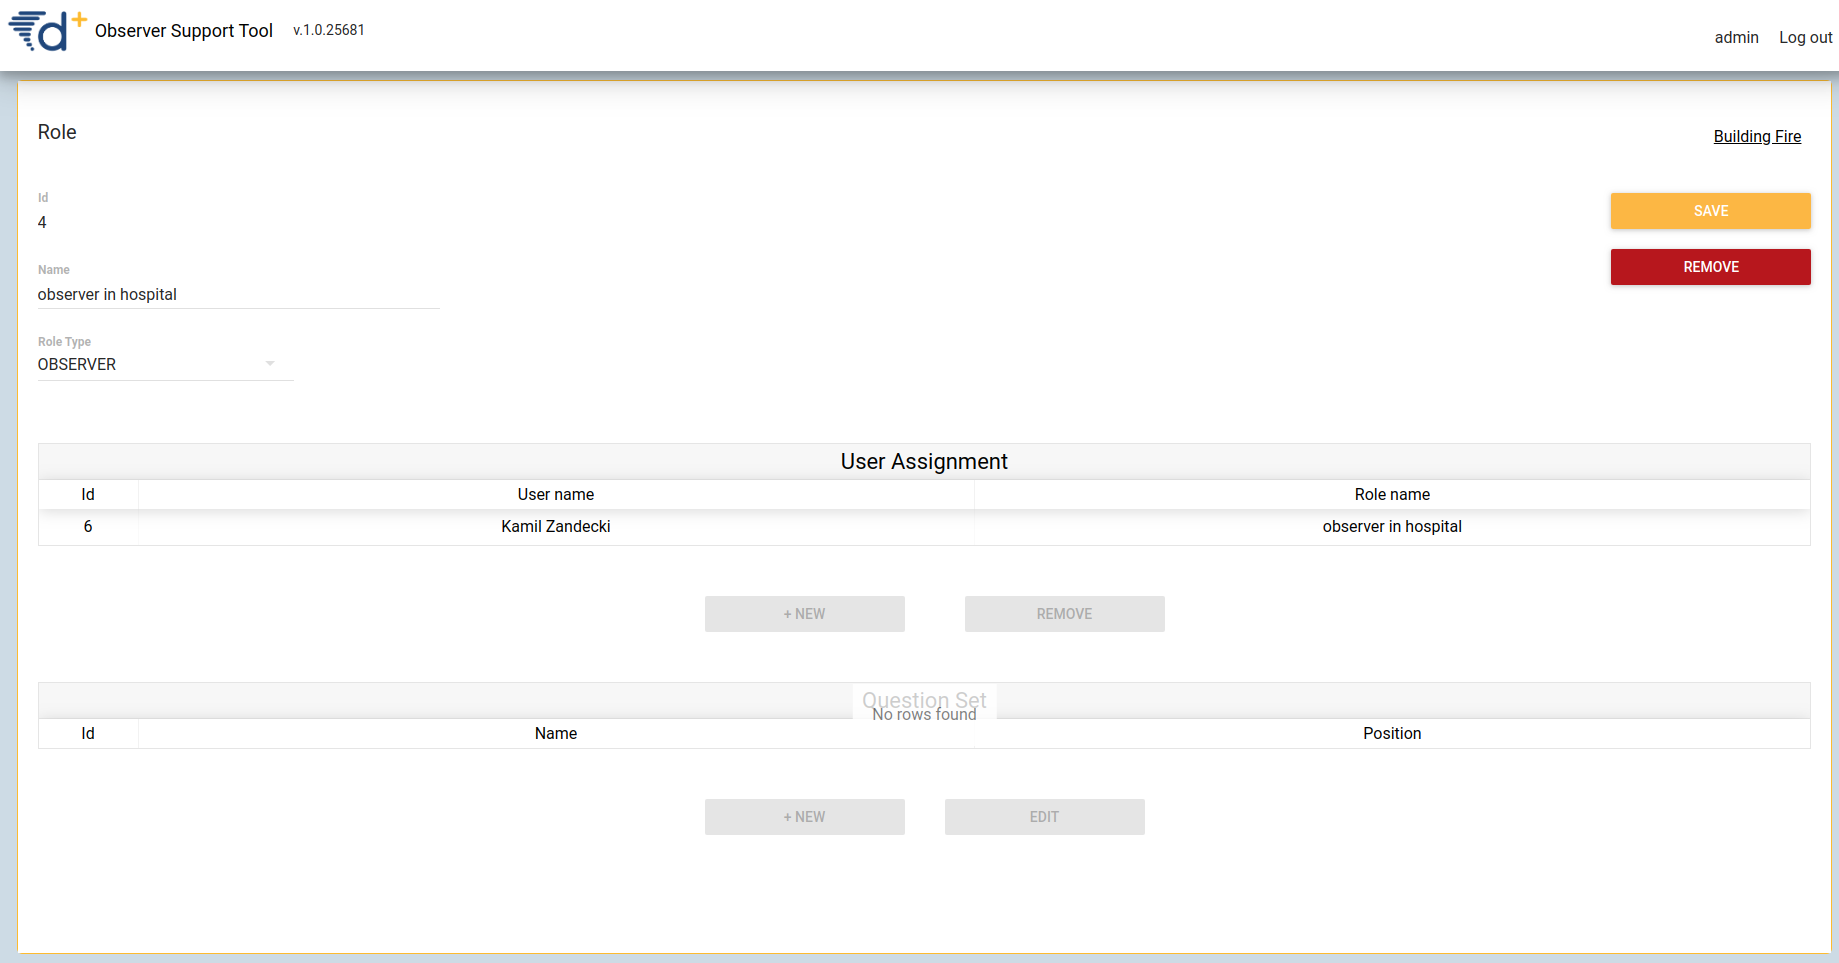 d+ Observer Support Tool v.1.0.25681
admin Log out
Role
Building Fire
Id
4
SAVE
REMOVE
Name
observer in hospital
Role Type
OBSERVER
User Assignment
Id User name Role name
6 Kamil Zandecki observer in hospital
+ NEW REMOVE
Question Set
No rows found
Id Name Position
+ NEW EDIT